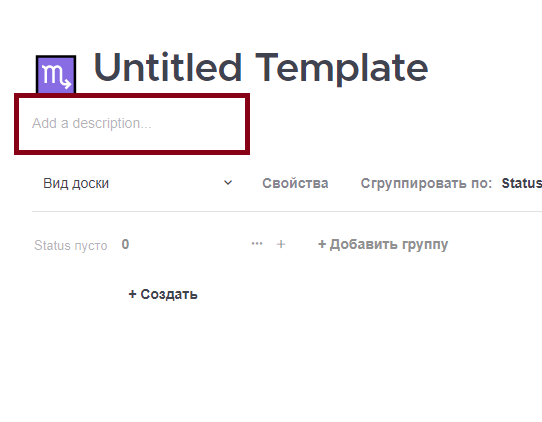 Untitled Template
Add a description...
Вид доски Свойства Сгруппировать по: Status
Status пусто 0 ... + + Добавить группу
+ Создать